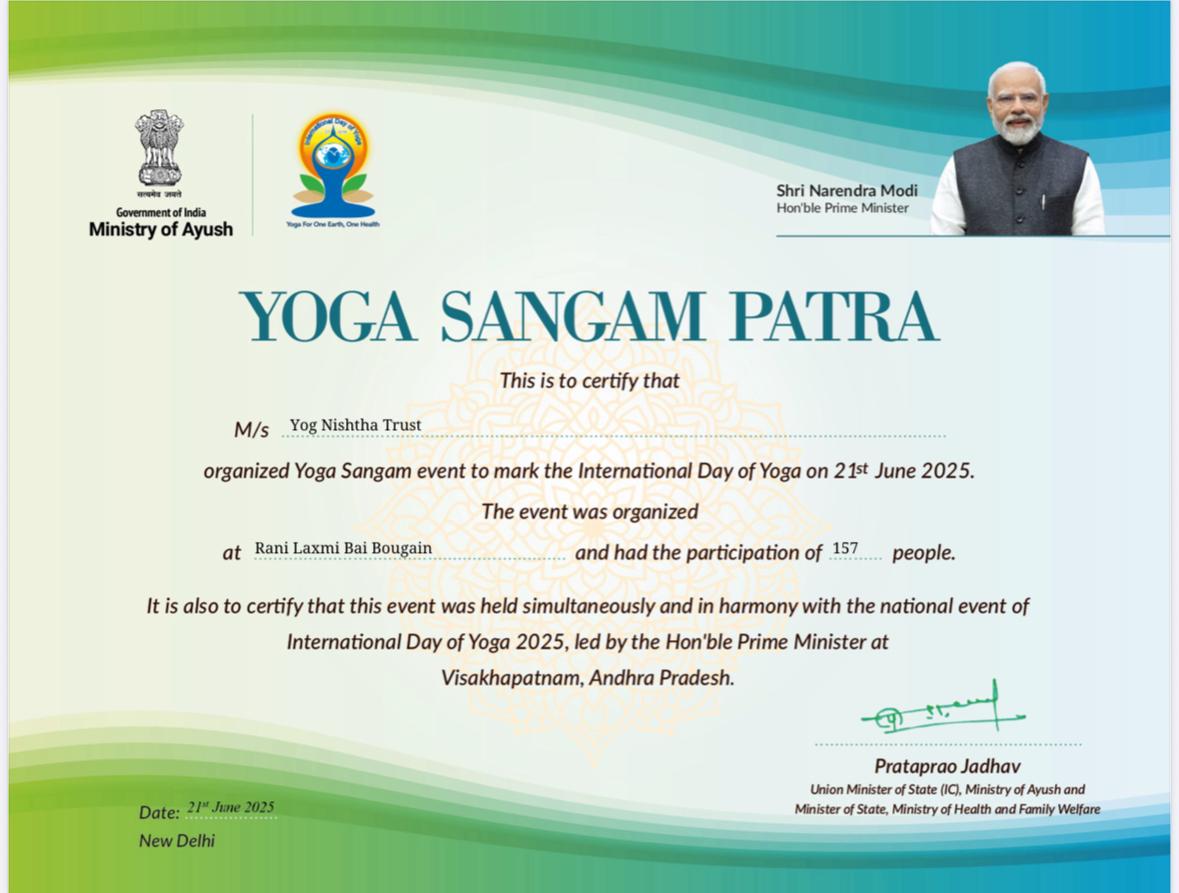 सत्यमेव जयते
Government of India
Ministry of Ayush
International Day of Yoga
Yoga For One Earth, One Health
Shri Narendra Modi
Hon'ble Prime Minister
YOGA SANGAM PATRA
This is to certify that
M/s Yog Nishtha Trust
organized Yoga Sangam event to mark the International Day of Yoga on 21st June 2025.
The event was organized
at Rani Laxmi Bai Bougain and had the participation of 157 people.
It is also to certify that this event was held simultaneously and in harmony with the national event of
International Day of Yoga 2025, led by the Hon'ble Prime Minister at
Visakhapatnam, Andhra Pradesh.
Prataprao Jadhav
Union Minister of State (IC), Ministry of Ayush and
Minister of State, Ministry of Health and Family Welfare
Date: 21st June 2025
New Delhi